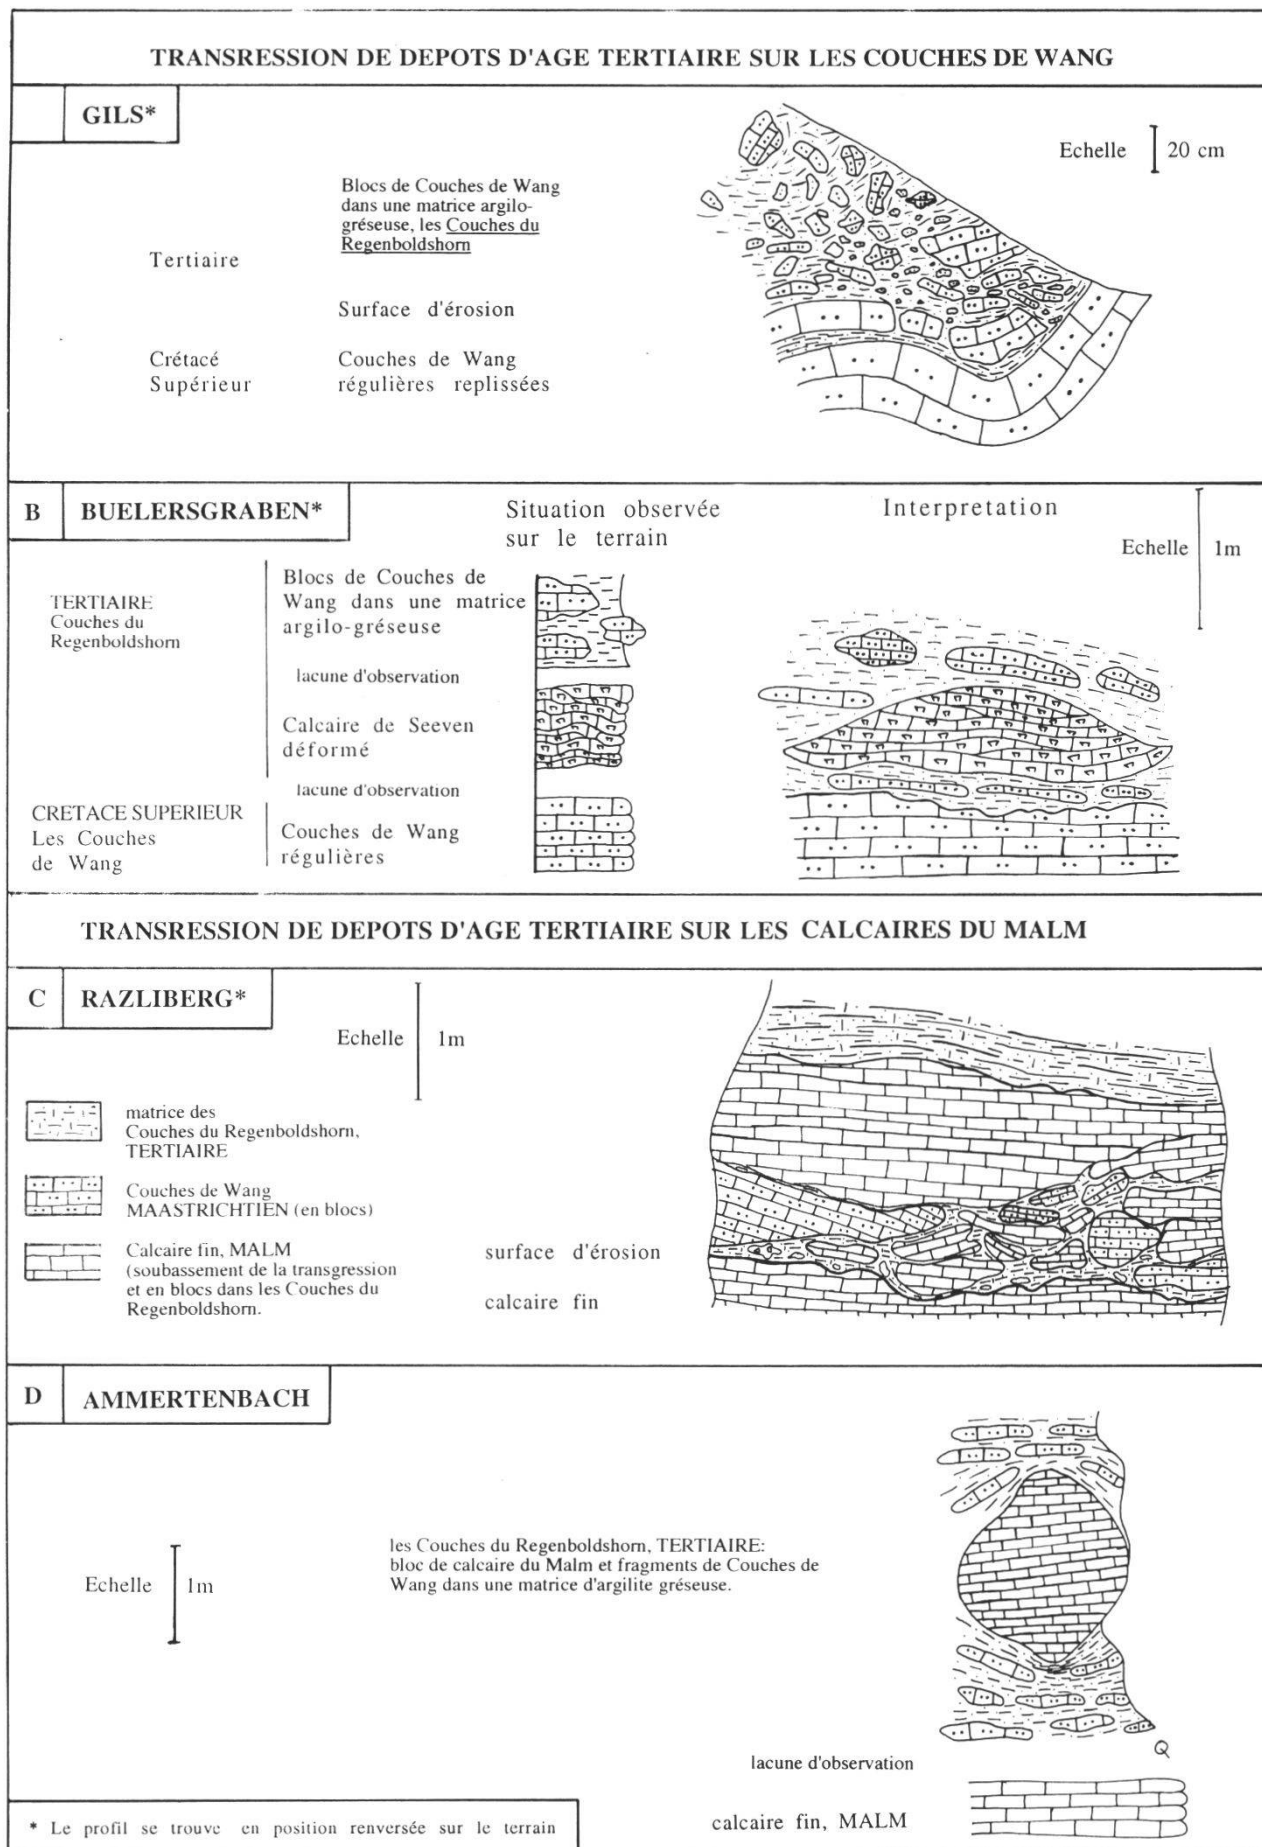 TRANSRESSION DE DEPOTS D'AGE TERTIAIRE SUR LES COUCHES DE WANG
GILS*
Echelle
20 cm
Blocs de Couches de Wang
dans une matrice argilo-
gréseuse, les Couches du
Regenboldshorn
Tertiaire
Surface d'érosion
Crétacé
Supérieur
Couches de Wang
régulières replissées
B
BUELERSGRABEN*
Situation observée
sur le terrain
Interpretation
Echelle
1m
TERTIAIRE
Couches du
Regenboldshorn
Blocs de Couches de
Wang dans une matrice
argilo-gréseuse
lacune d'observation
Calcaire de Seeven
déformé
lacune d'observation
CRETACE SUPERIEUR
Les Couches
de Wang
Couches de Wang
régulières
TRANSRESSION DE DEPOTS D'AGE TERTIAIRE SUR LES CALCAIRES DU MALM
C
RAZLIBERG*
Echelle
1m
matrice des
Couches du Regenboldshorn,
TERTIAIRE
Couches de Wang
MAASTRICHTIEN (en blocs)
Calcaire fin, MALM
(soubassement de la transgression
et en blocs dans les Couches du
Regenboldshorn.
surface d'érosion
calcaire fin
D
AMMERTENBACH
Echelle
1m
les Couches du Regenboldshorn, TERTIAIRE:
bloc de calcaire du Malm et fragments de Couches de
Wang dans une matrice d'argilite gréseuse.
Q
lacune d'observation
calcaire fin, MALM
* Le profil se trouve en position renversée sur le terrain